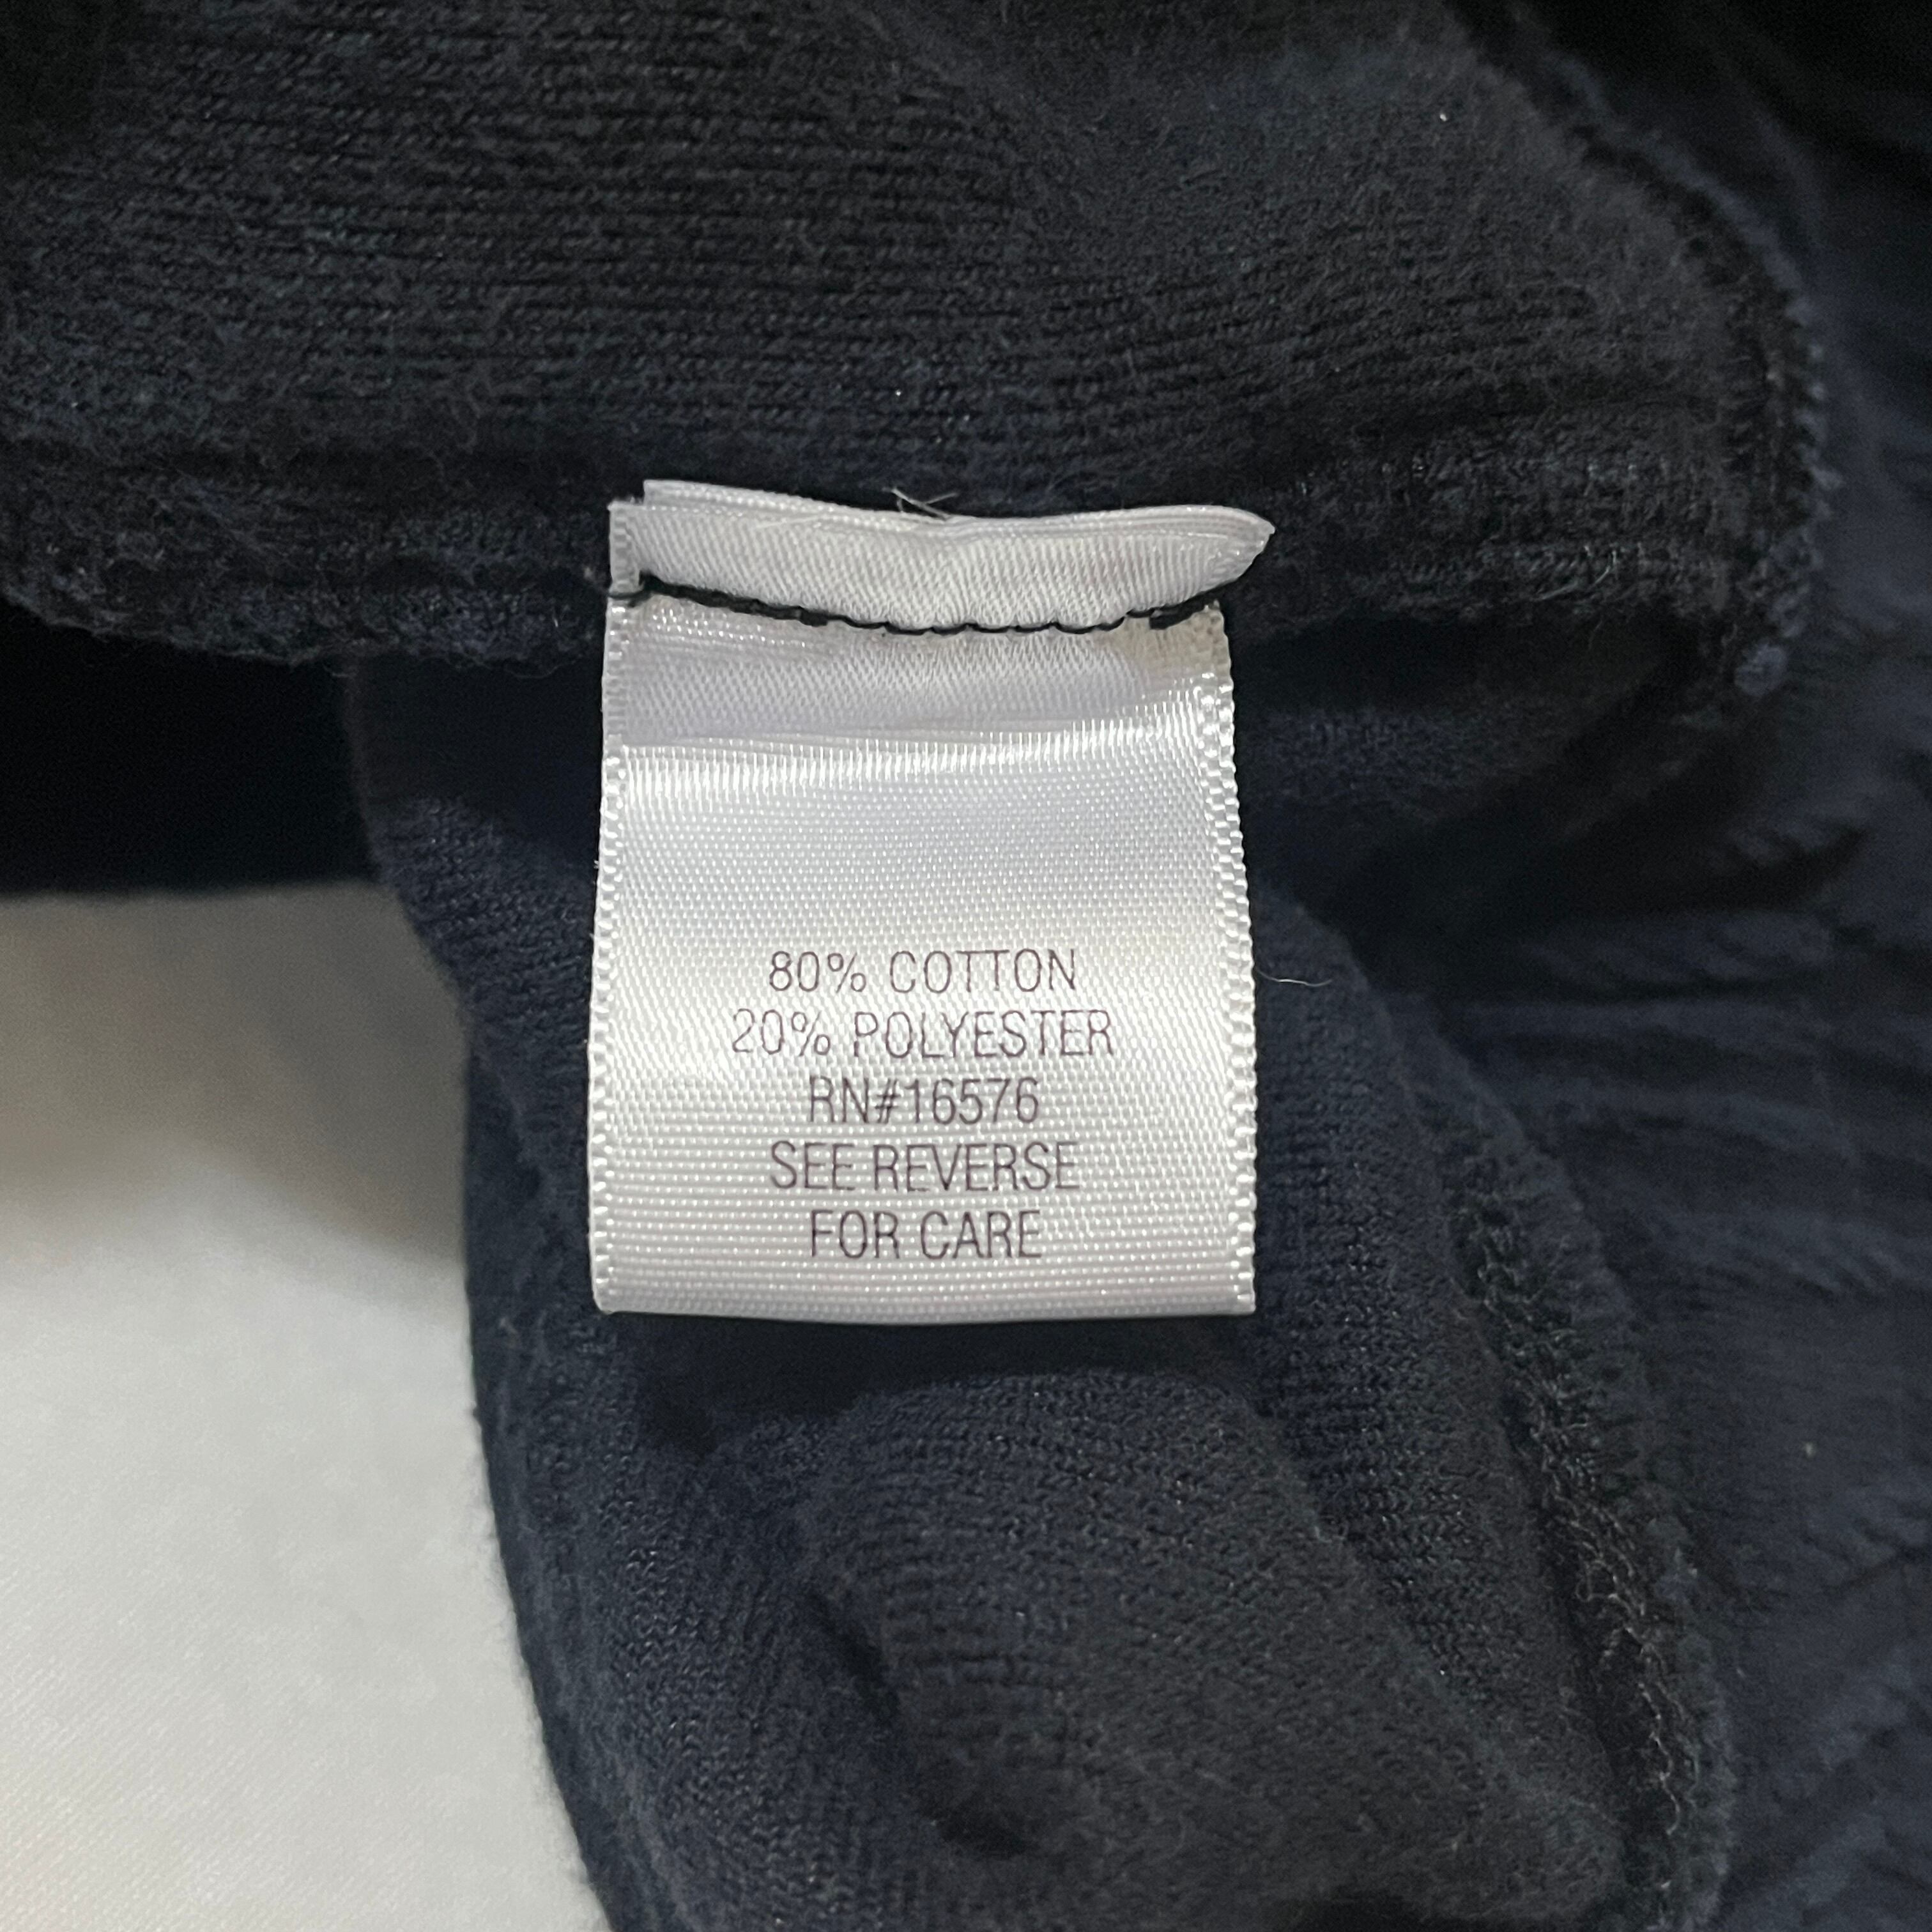 80% COTTON
20% POLYESTER
RN#16576
SEE REVERSE
FOR CARE